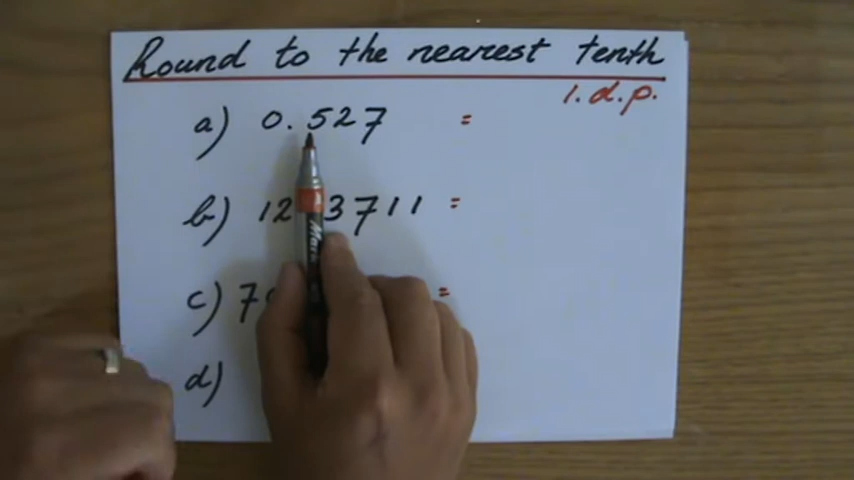 Round to the nearest tenth
1.d.p.
a) 0.527 =
b) 12 3711 =
c) 7 =
d)